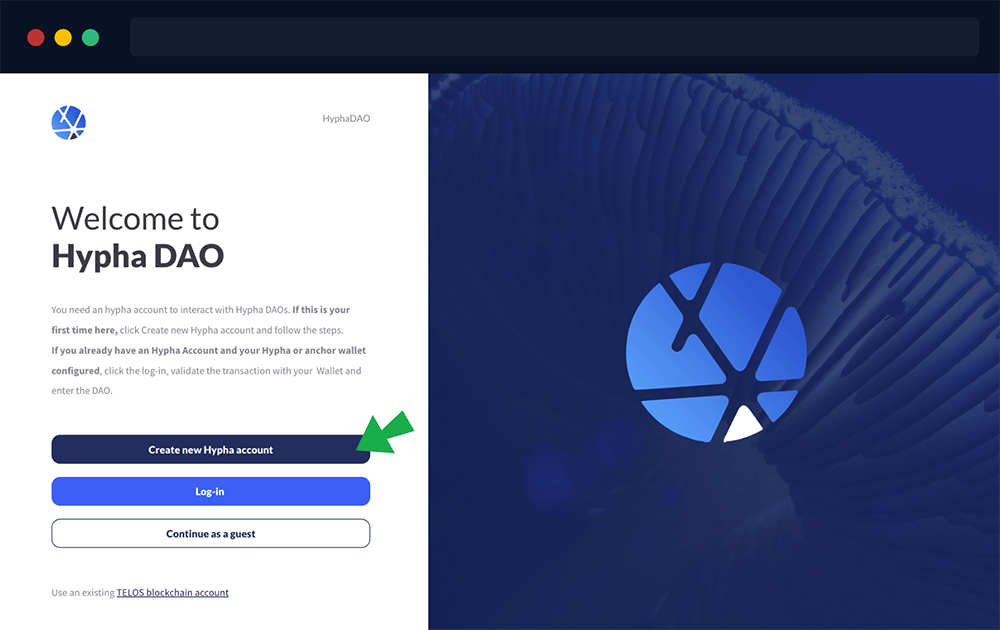 HyphaDAO
Welcome to
Hypha DAO
You need an hypha account to interact with Hypha DAOs. If this is your
first time here, click Create new Hypha account and follow the steps.
If you already have an Hypha Account and your Hypha or anchor wallet
configured, click the log-in, validate the transaction with your Wallet and
enter the DAO.
Create new Hypha account
Log-in
Continue as a guest
Use an existing TELOS blockchain account